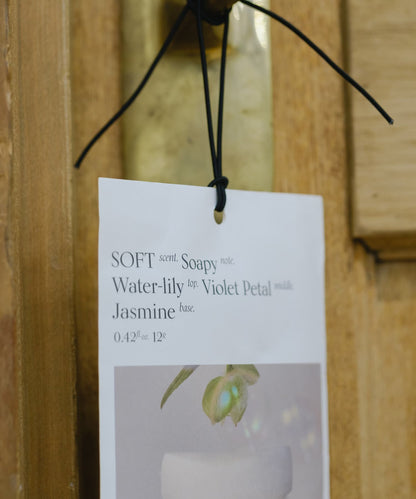 SOFT scent. Soapy note.
Water-lily top. Violet Petal middle.
Jasmine base.
0.42fl oz. 12g